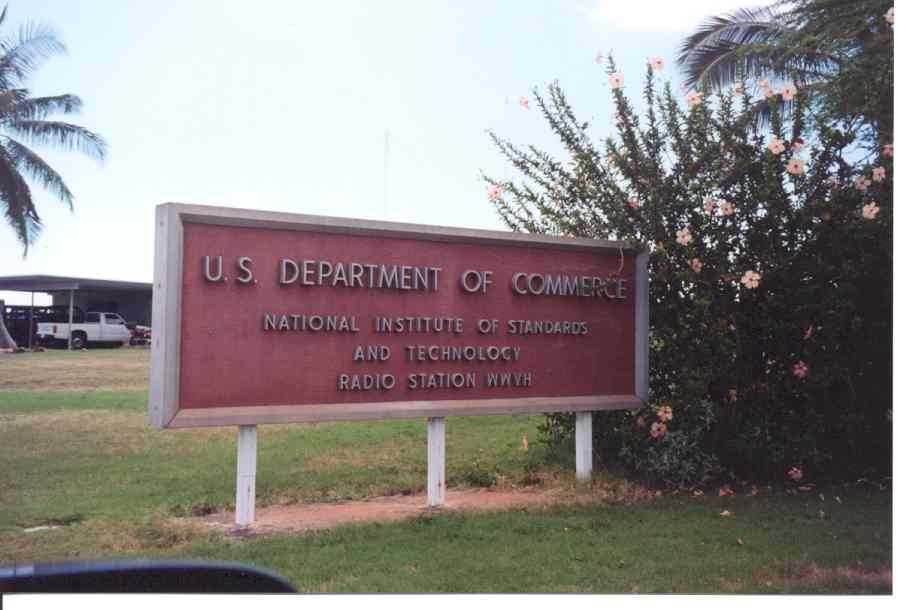 U.S. DEPARTMENT OF COMMERCE
NATIONAL INSTITUTE OF STANDARDS
AND TECHNOLOGY
RADIO STATION WWVH